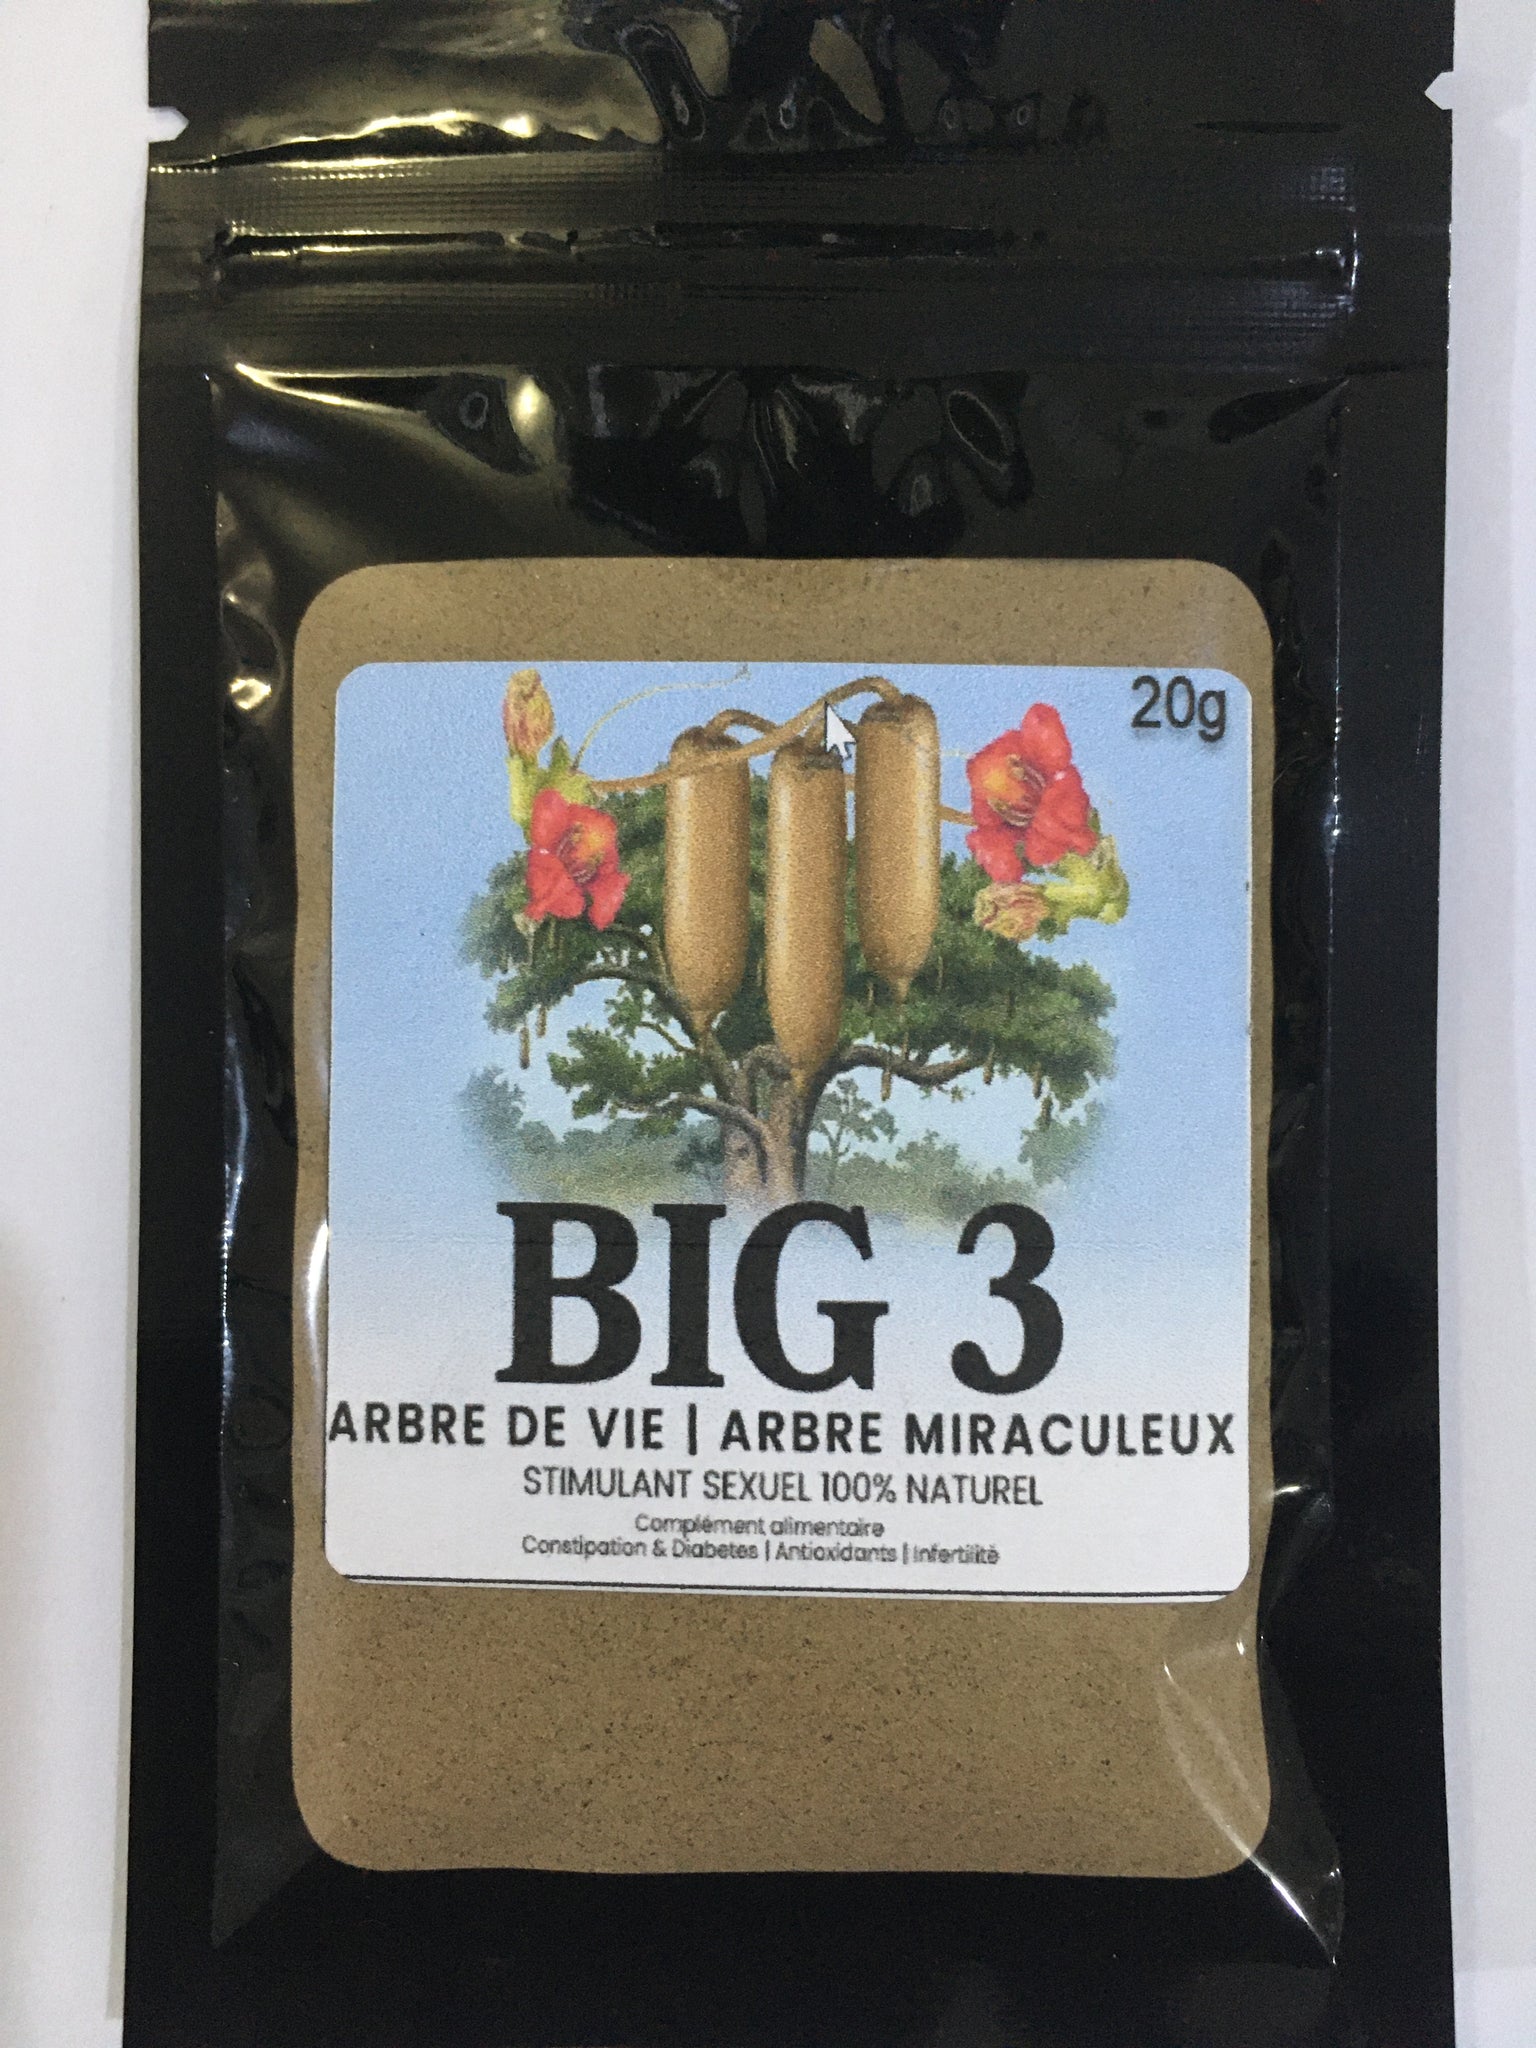 20g
BIG 3
ARBRE DE VIE | ARBRE MIRACULEUX
STIMULANT SEXUEL 100% NATUREL
Complément alimentaire
Constipation & Diabetes | Antioxidants | Infertilité